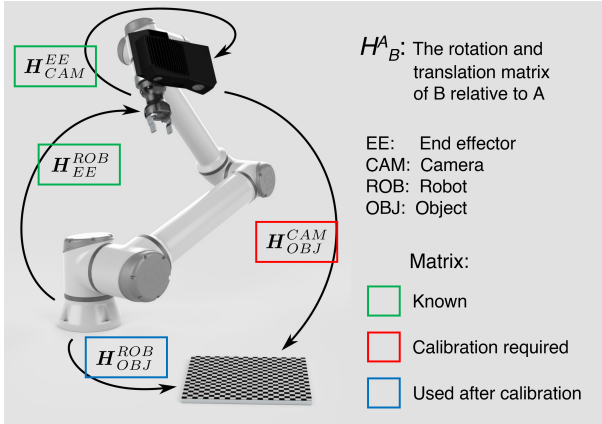 H^EE_CAM
H^ROB_EE
H^CAM_OBJ
H^ROB_OBJ
H^A_B: The rotation and
translation matrix
of B relative to A
EE: End effector
CAM: Camera
ROB: Robot
OBJ: Object
Matrix:
Known
Calibration required
Used after calibration